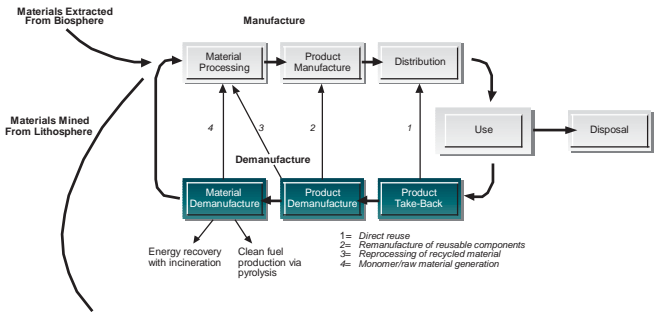 Materials Extracted
From Biosphere
Manufacture
Material
Processing
Product
Manufacture
Distribution
Materials Mined
From Lithosphere
Use
Disposal
4
3
2
1
Demanufacture
Material
Demanufacture
Product
Demanufacture
Product
Take-Back
Energy recovery
with incineration
Clean fuel
production via
pyrolysis
1= Direct reuse
2= Remanufacture of reusable components
3= Reprocessing of recycled material
4= Monomer/raw material generation